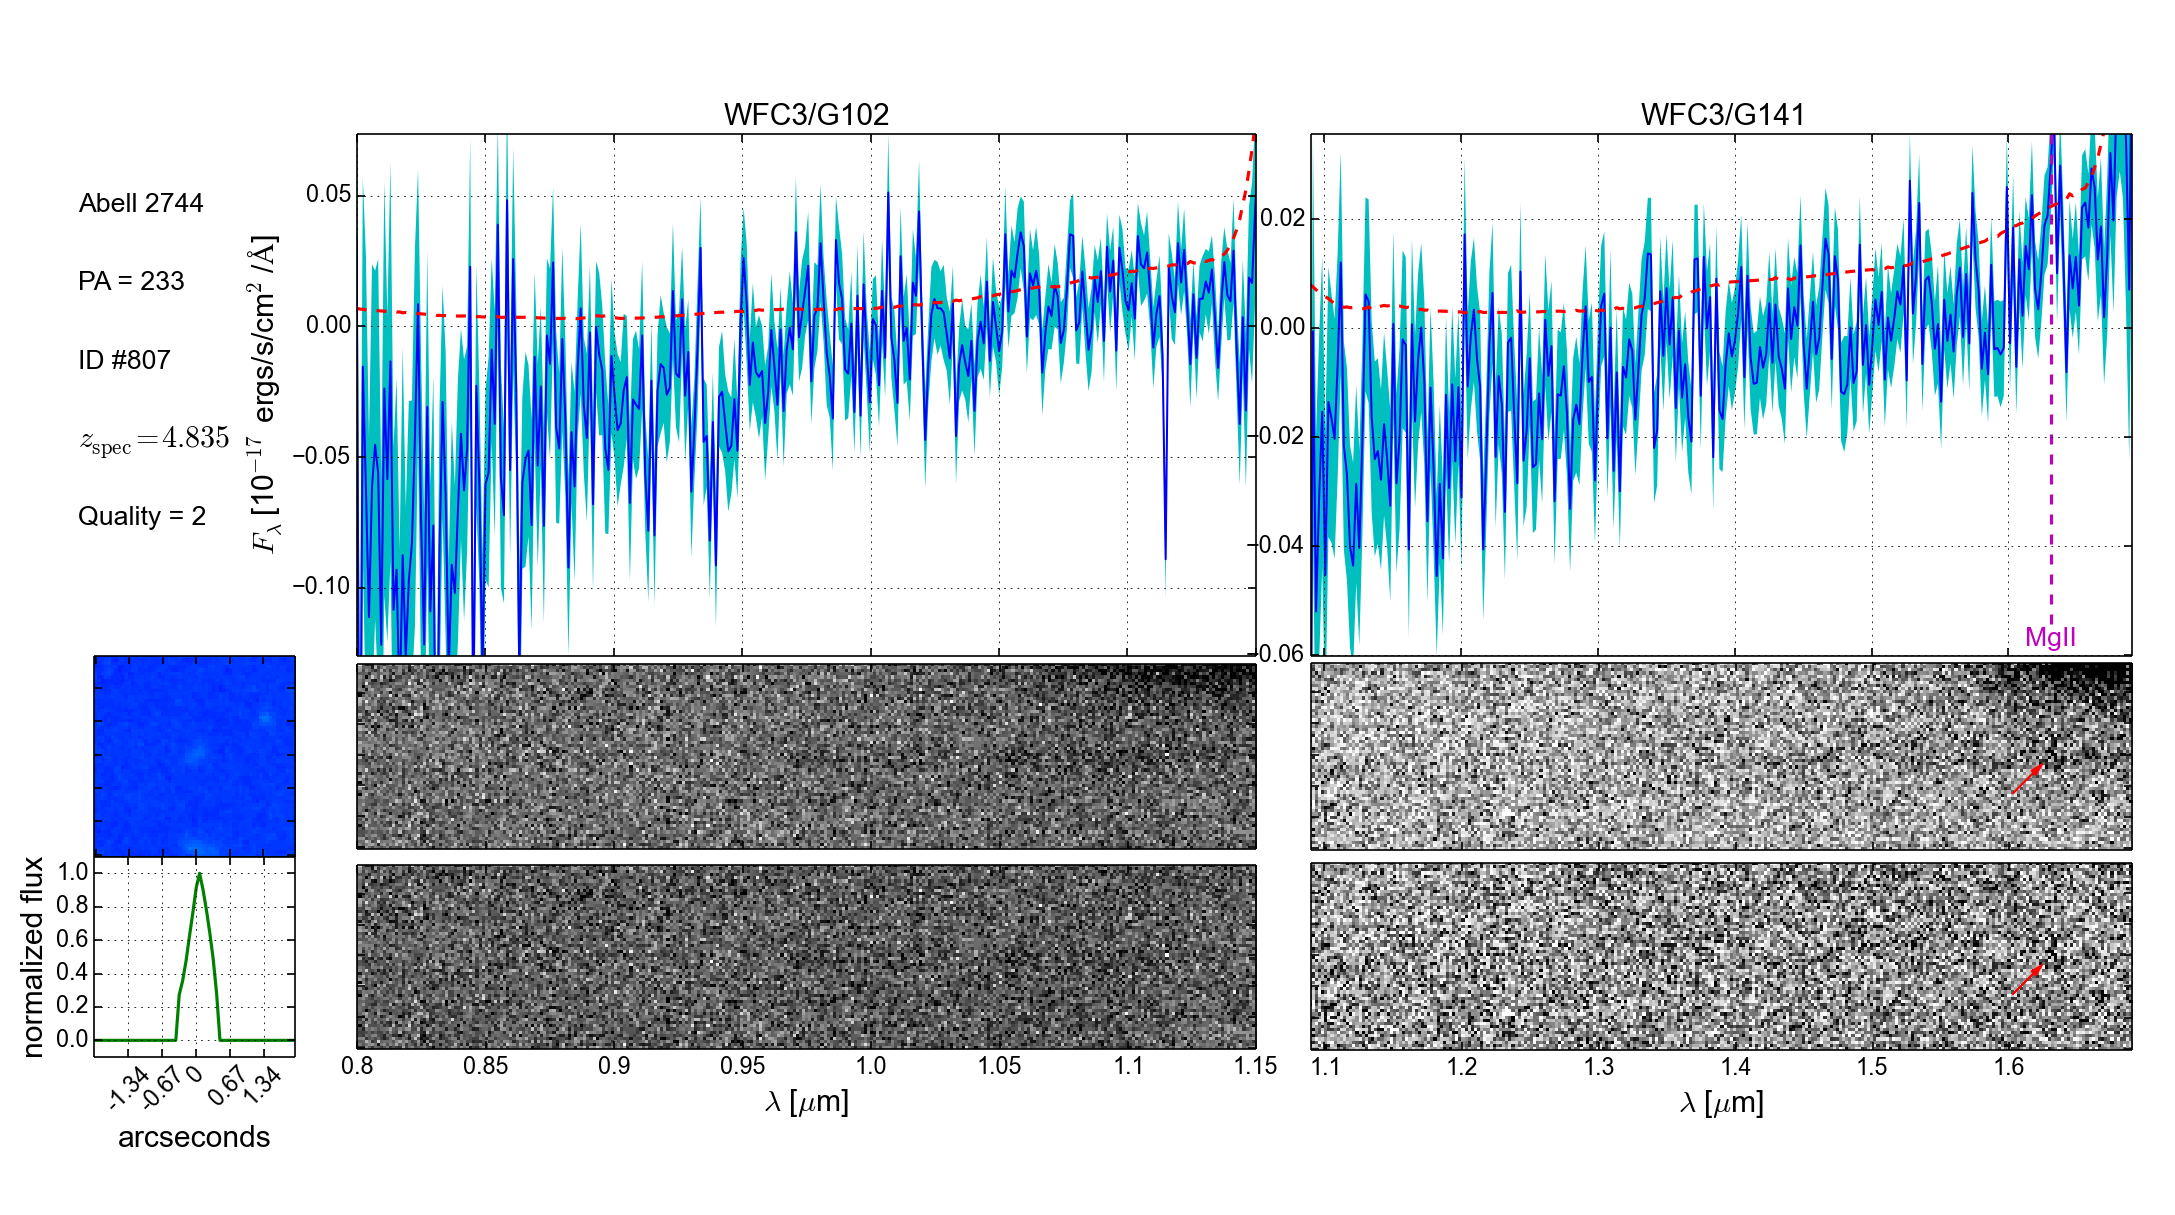 WFC3/G102
WFC3/G141
Abell 2744
PA = 233
ID #807
z_spec = 4.835
Quality = 2
F_λ [10^−17 ergs/s/cm^2 /Å]
0.05
0.00
−0.05
−0.10
0.02
0.00
−0.02
−0.04
−0.06
MgII
normalized flux
1.0
0.8
0.6
0.4
0.2
0.0
-1.34
-0.67
0
0.67
1.34
arcseconds
0.8
0.85
0.9
0.95
1.0
1.05
1.1
1.15
λ [μm]
1.1
1.2
1.3
1.4
1.5
1.6
λ [μm]